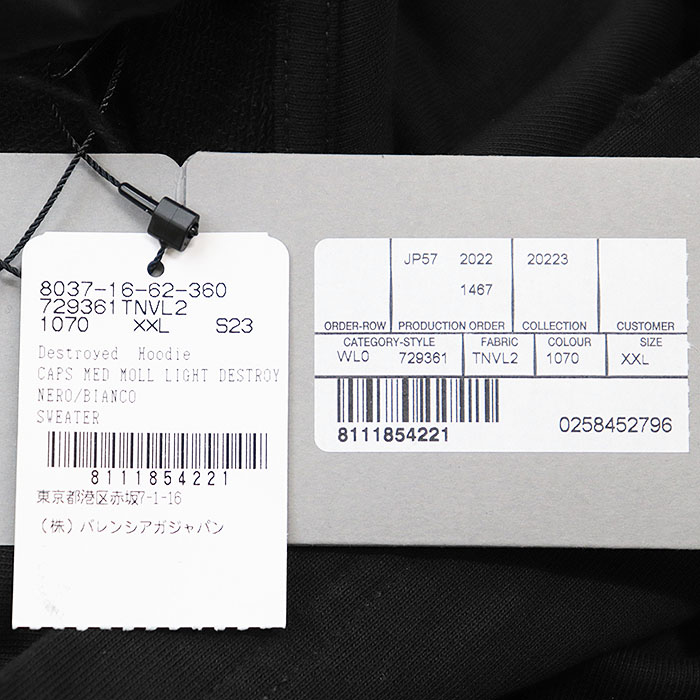 8037-16-62-360
729361TNVL2
1070 XXL S23
Destroyed Hoodie
CAPS MED MOLL LIGHT DESTROY
NERO/BIANCO
SWEATER
8111854221
東京都港区赤坂7-1-16
(株)バレンシアガジャパン
JP57 2022 20223
1467
ORDER-ROW PRODUCTION ORDER COLLECTION CUSTOMER
CATEGORY-STYLE FABRIC COLOUR SIZE
WL0 729361 TNVL2 1070 XXL
8111854221 0258452796